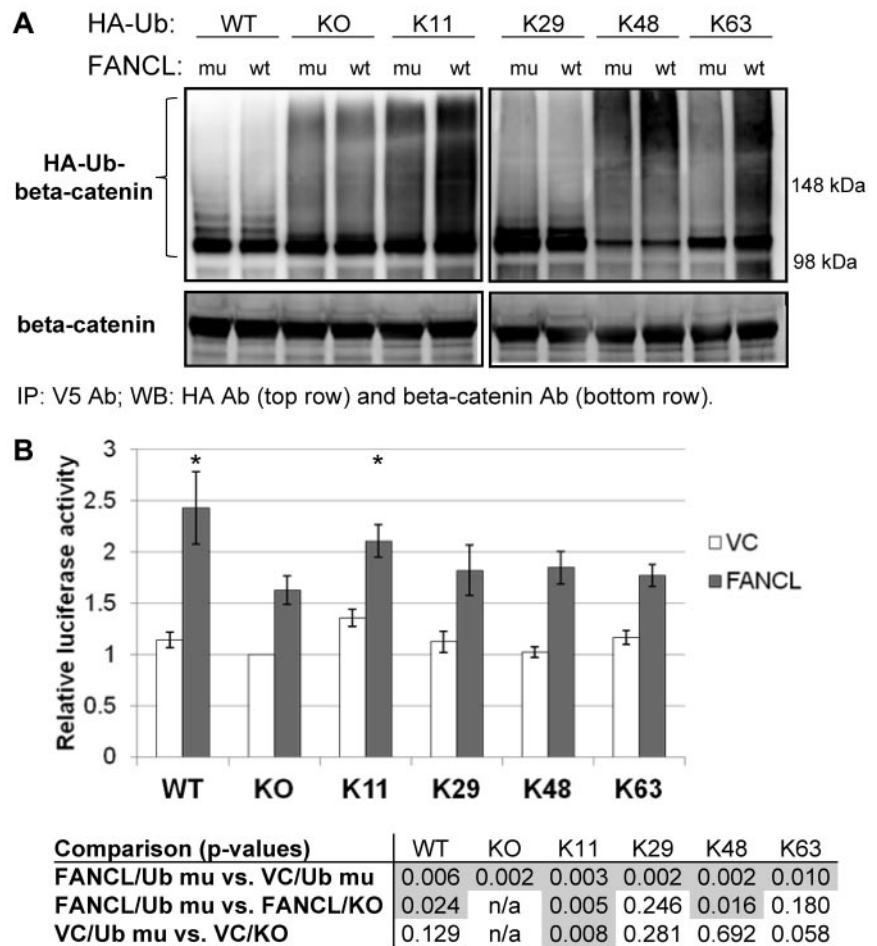 A
HA-Ub: WT KO K11 K29 K48 K63
FANCL: mu wt mu wt mu wt mu wt mu wt mu wt
HA-Ub-
beta-catenin
148 kDa
98 kDa
beta-catenin
IP: V5 Ab; WB: HA Ab (top row) and beta-catenin Ab (bottom row).
B
Relative luciferase activity
3
2.5
2
1.5
1
0.5
0
* *
VC
FANCL
WT KO K11 K29 K48 K63
Comparison (p-values) WT KO K11 K29 K48 K63
FANCL/Ub mu vs. VC/Ub mu 0.006 0.002 0.003 0.002 0.002 0.010
FANCL/Ub mu vs. FANCL/KO 0.024 n/a 0.005 0.246 0.016 0.180
VC/Ub mu vs. VC/KO 0.129 n/a 0.008 0.281 0.692 0.058